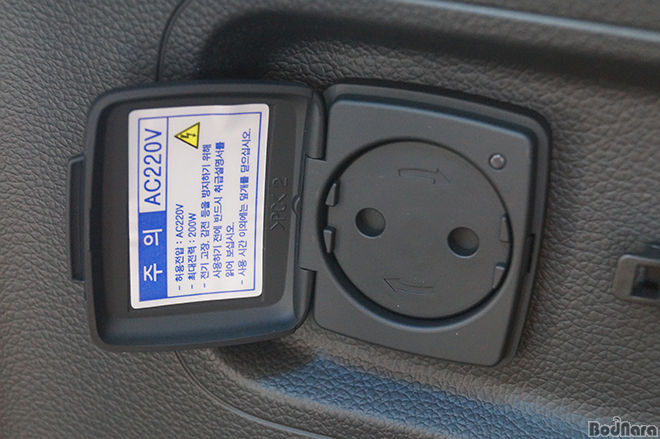 주 의 AC220V
- 허용전압 : AC220V
- 최대전력 : 200W
- 전기 고장, 감전 등을 방지하기 위해
사용하기 전에 반드시 취급설명서를
읽어 보십시오.
- 사용 시간 이외에는 덮개를 닫으십시오.
BodNara